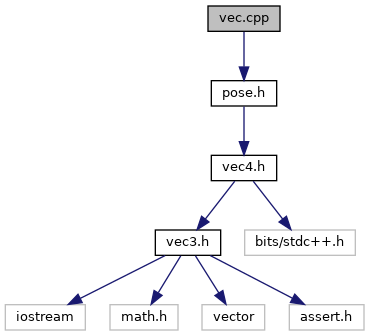 vec.cpp
pose.h
vec4.h
vec3.h
bits/stdc++.h
iostream
math.h
vector
assert.h